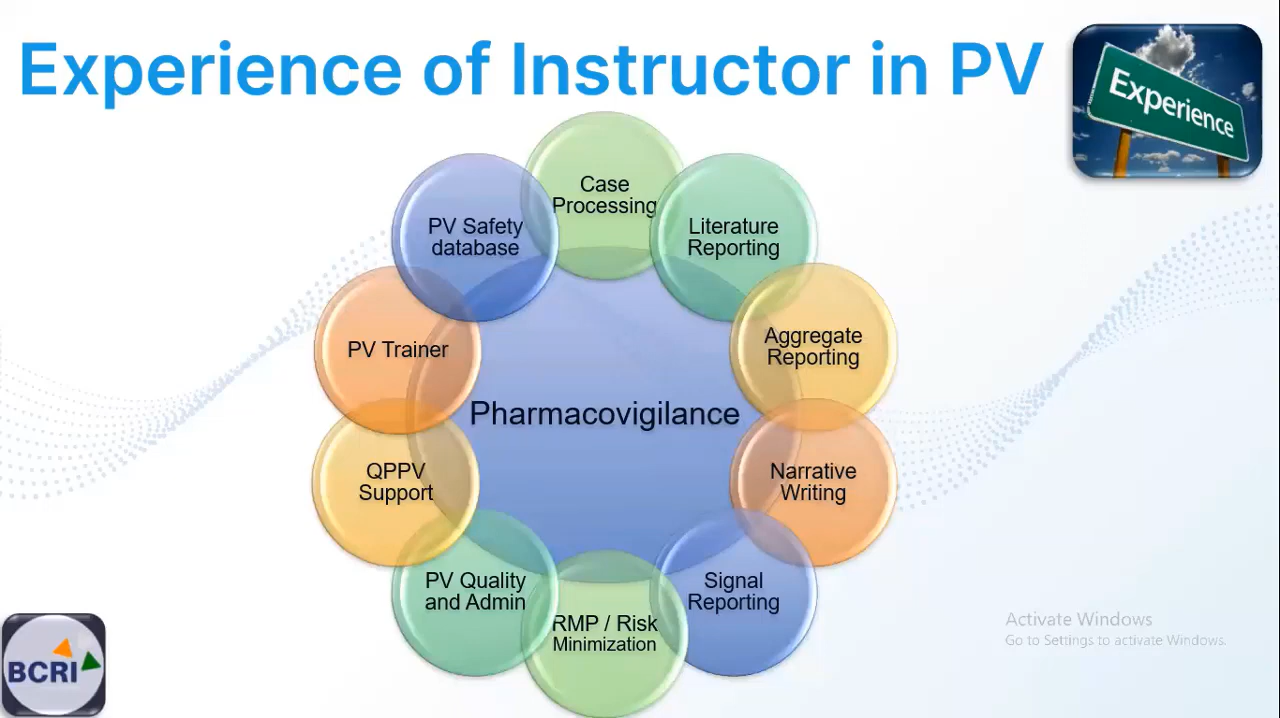 Experience of Instructor in PV
Experience
Case
Processing
Literature
Reporting
Aggregate
Reporting
Narrative
Writing
Signal
Reporting
RMP / Risk
Minimization
PV Quality
and Admin
QPPV
Support
PV Trainer
PV Safety
database
Pharmacovigilance
Activate Windows
Go to Settings to activate Windows.
BCRI